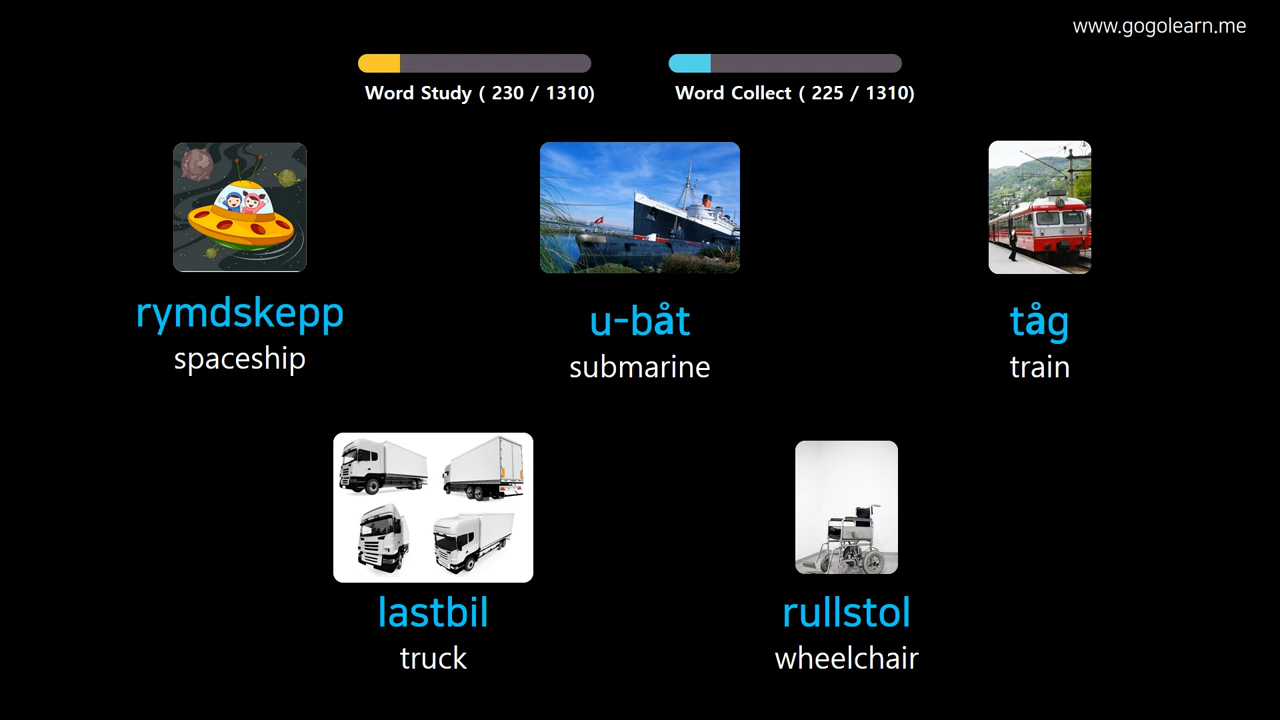 www.gogolearn.me
Word Study ( 230 / 1310)
Word Collect ( 225 / 1310)
rymdskepp
spaceship
u-båt
submarine
tåg
train
lastbil
truck
rullstol
wheelchair